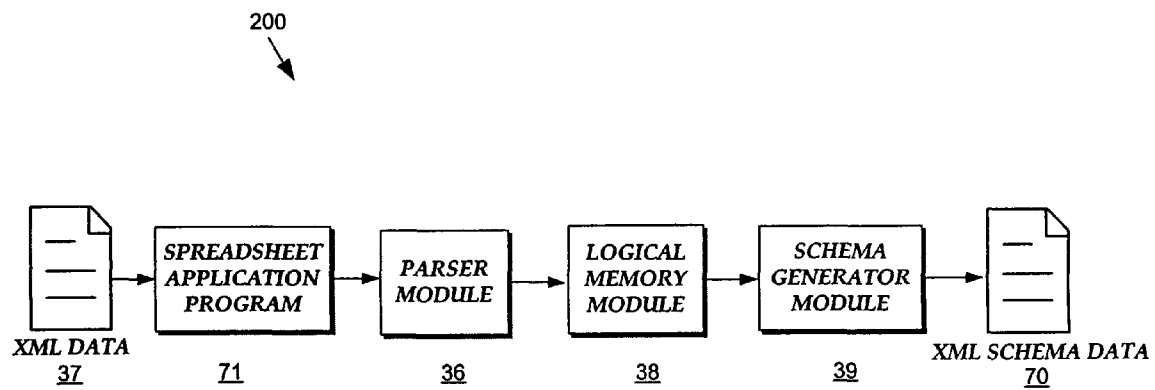 200
SPREADSHEET
APPLICATION
PROGRAM
PARSER
MODULE
LOGICAL
MEMORY
MODULE
SCHEMA
GENERATOR
MODULE
XML DATA
XML SCHEMA DATA
37
71
36
38
39
70